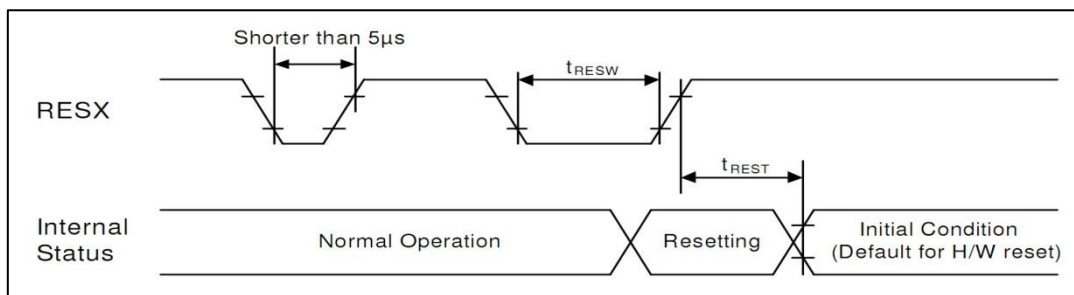 Shorter than 5µs
tRESW
RESX
tREST
Internal
Status
Normal Operation
Resetting
Initial Condition
(Default for H/W reset)